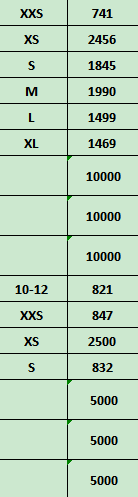 XXS 741
XS 2456
S 1845
M 1990
L 1499
XL 1469
10000
10000
10000
10-12 821
XXS 847
XS 2500
S 832
5000
5000
5000